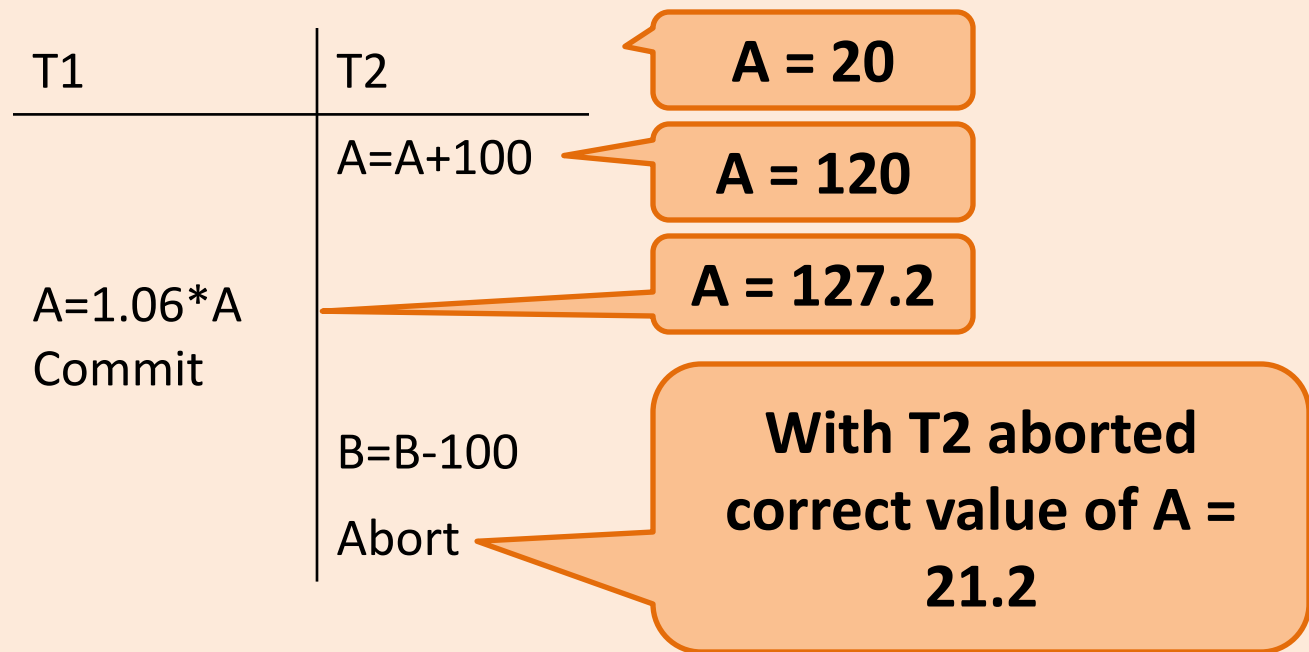 T1
T2
A = 20
A=A+100
A = 120
A = 127.2
A=1.06*A
Commit
B=B-100
Abort
With T2 aborted
correct value of A =
21.2